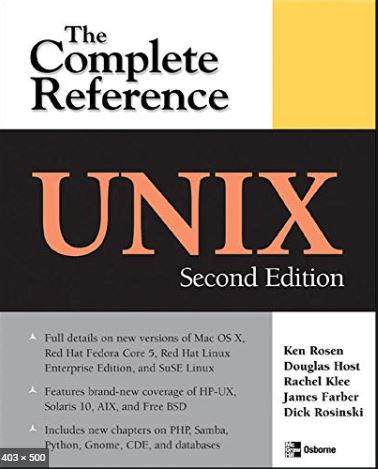 The
Complete
Reference
UNIX
Second Edition
Full details on new versions of Mac OS X,
Red Hat Fedora Core 5, Red Hat Linux
Enterprise Edition, and SuSE Linux
Features brand-new coverage of HP-UX,
Solaris 10, AIX, and Free BSD
Includes new chapters on PHP, Samba,
Python, Gnome, CDE, and databases
Ken Rosen
Douglas Host
Rachel Klee
James Farber
Dick Rosinski
Osborne
403 × 500